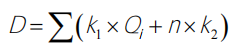 D = ∑(k₁ × Qᵢ + n × k₂)